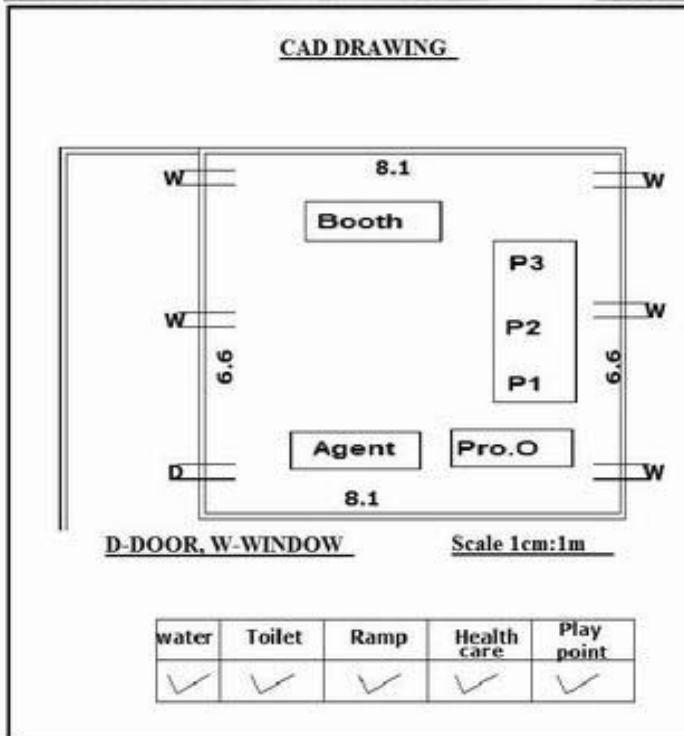 CAD DRAWING
8.1
W
W
Booth
P3
W
W
P2
6.6
6.6
P1
Agent
Pro.O
D
W
8.1
D-DOOR, W-WINDOW
Scale 1cm:1m
water Toilet Ramp Health care Play point